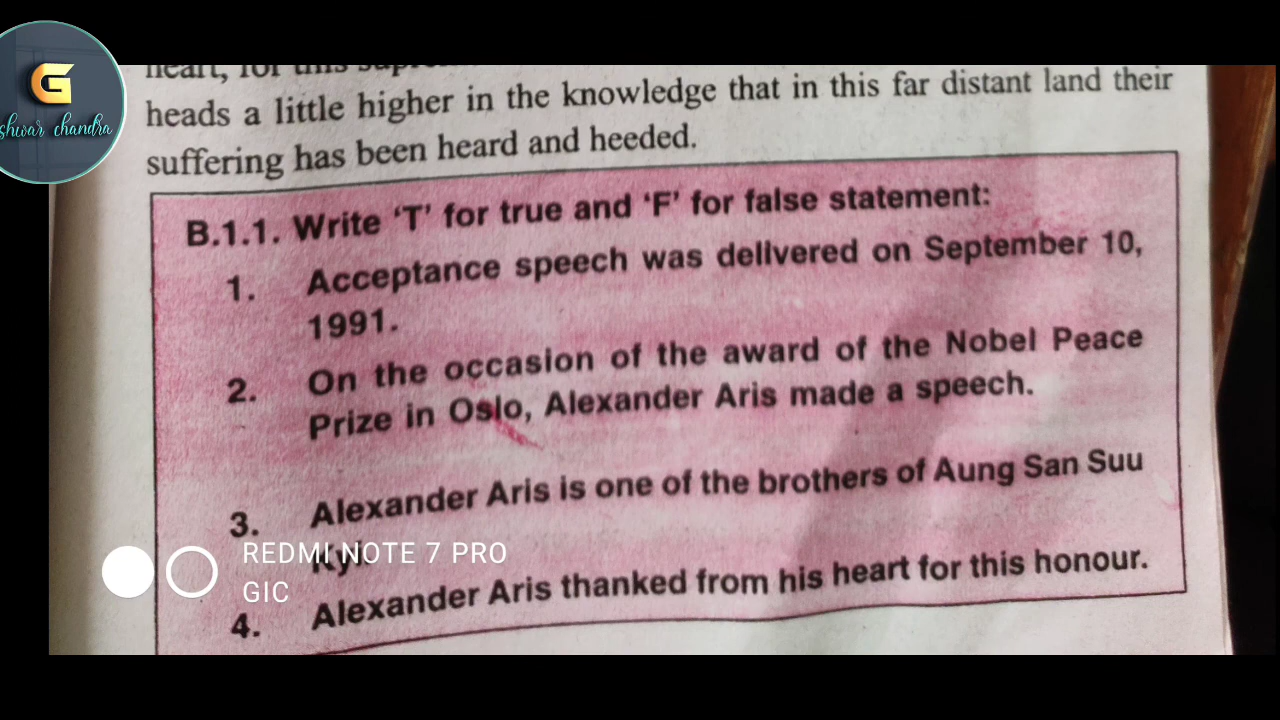 heart, for this
heads a little higher in the knowledge that in this far distant land their
suffering has been heard and heeded.
B.1.1. Write ‘T’ for true and ‘F’ for false statement:
1. Acceptance speech was delivered on September 10,
1991.
2. On the occasion of the award of the Nobel Peace
Prize in Oslo, Alexander Aris made a speech.
3. Alexander Aris is one of the brothers of Aung San Suu
4. Alexander Aris thanked from his heart for this honour.
G
shwar chandra
REDMI NOTE 7 PRO
GIC